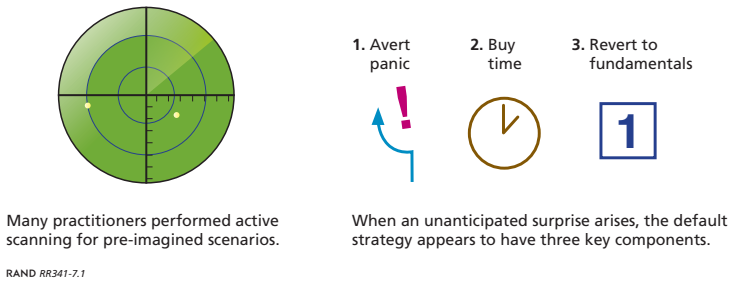 1. Avert
panic
2. Buy
time
3. Revert to
fundamentals
!
1
Many practitioners performed active
scanning for pre-imagined scenarios.
When an unanticipated surprise arises, the default
strategy appears to have three key components.
RAND RR341-7.1